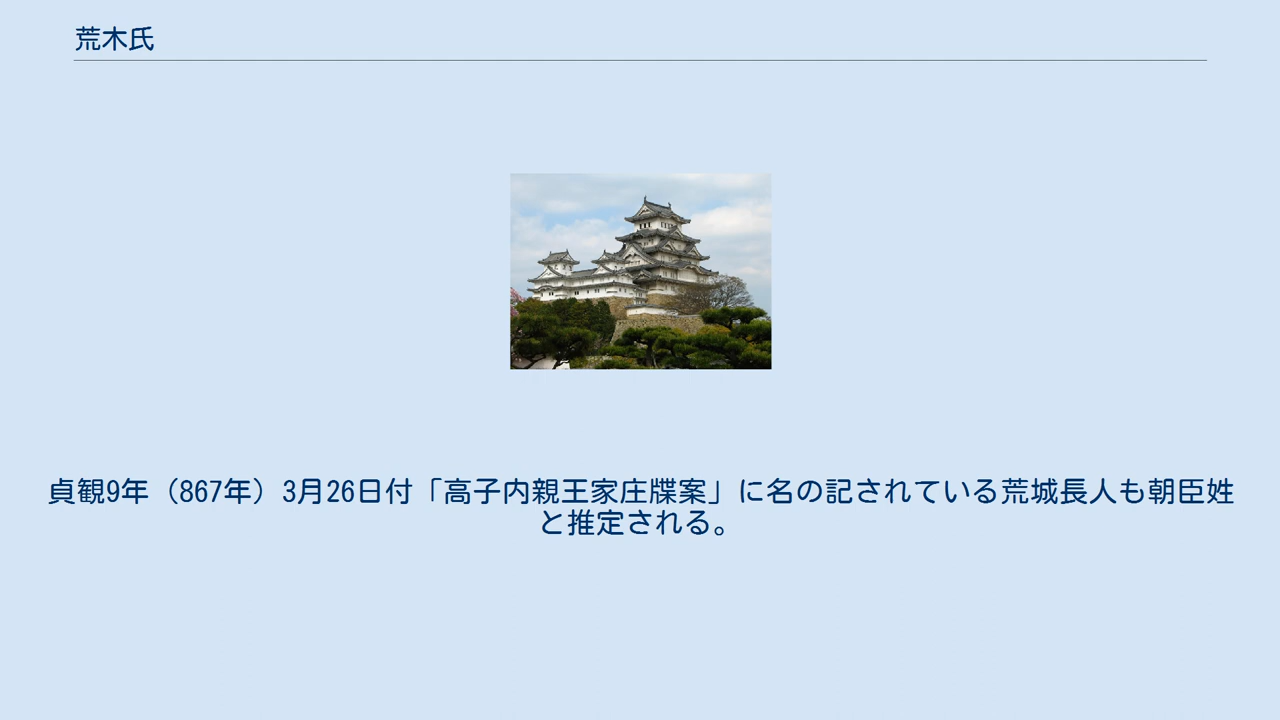 荒木氏
貞観9年（867年）3月26日付「高子内親王家庄牒案」に名の記されている荒城長人も朝臣姓
と推定される。